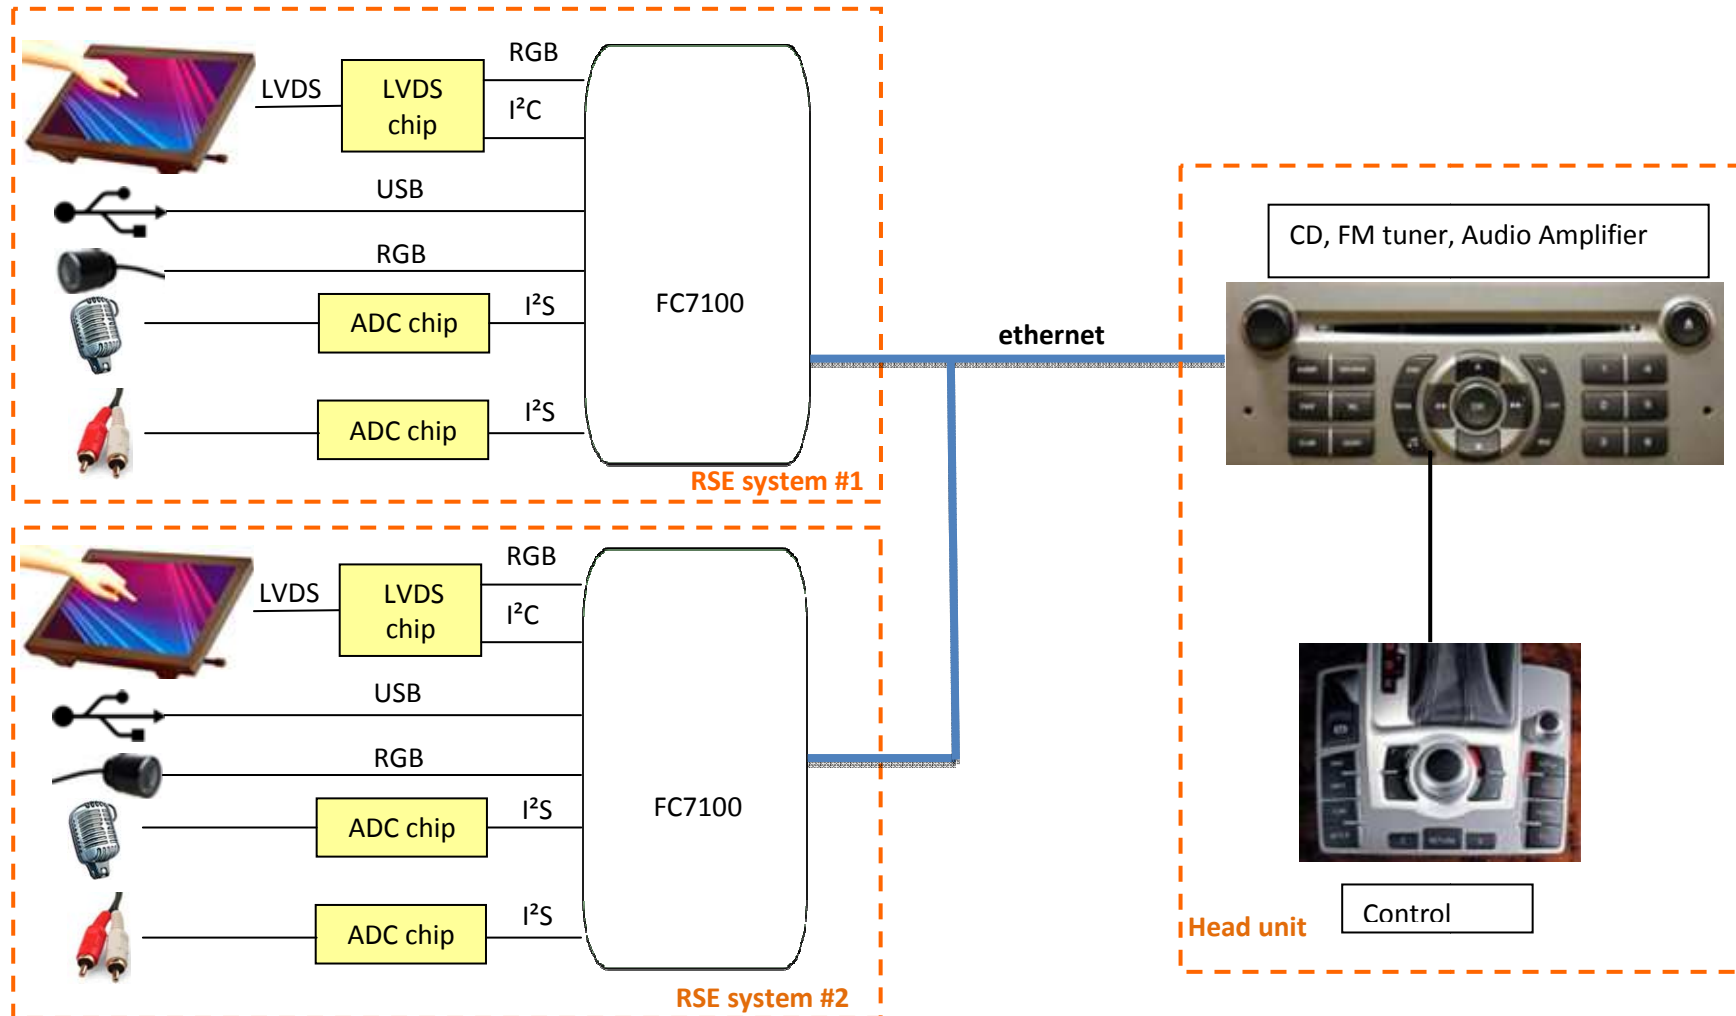 RGB
LVDS
LVDS
chip
I²C
USB
RGB
I²S
ADC chip
FC7100
I²S
ADC chip
RSE system #1
ethernet
CD, FM tuner, Audio Amplifier
RGB
LVDS
LVDS
chip
I²C
USB
RGB
I²S
ADC chip
FC7100
I²S
ADC chip
RSE system #2
Control
Head unit